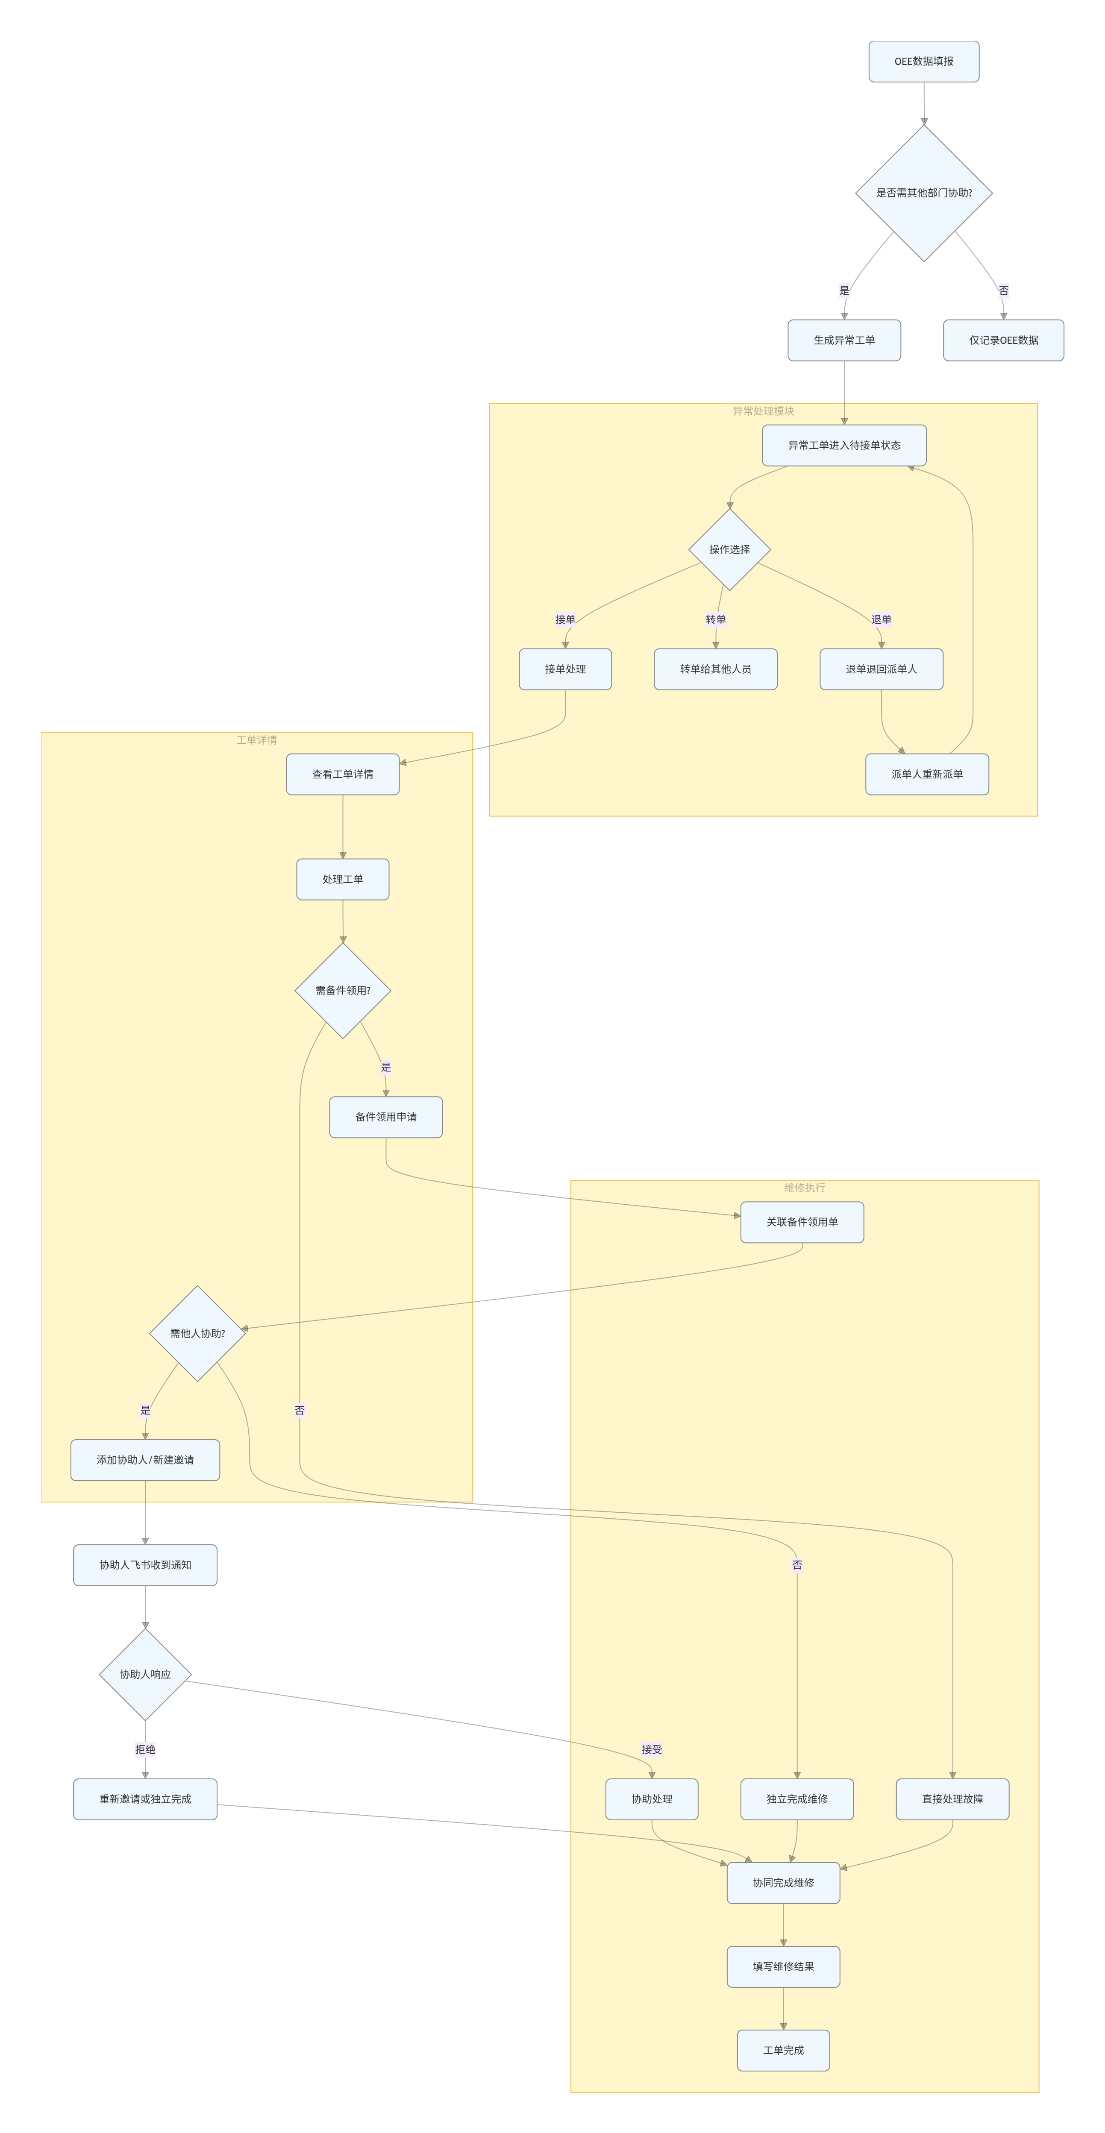 OEE数据填报
是否需其他部门协助?
是
否
生成异常工单
仅记录OEE数据
异常处理模块
异常工单进入待接单状态
操作选择
接单
转单
退单
接单处理
转单给其他人员
退单退回派单人
派单人重新派单
工单详情
查看工单详情
处理工单
需备件领用?
是
备件领用申请
维修执行
关联备件领用单
需他人协助?
是
否
添加协助人/新建邀请
协助人飞书收到通知
否
协助人响应
拒绝
接受
重新邀请或独立完成
协助处理
独立完成维修
直接处理故障
协同完成维修
填写维修结果
工单完成